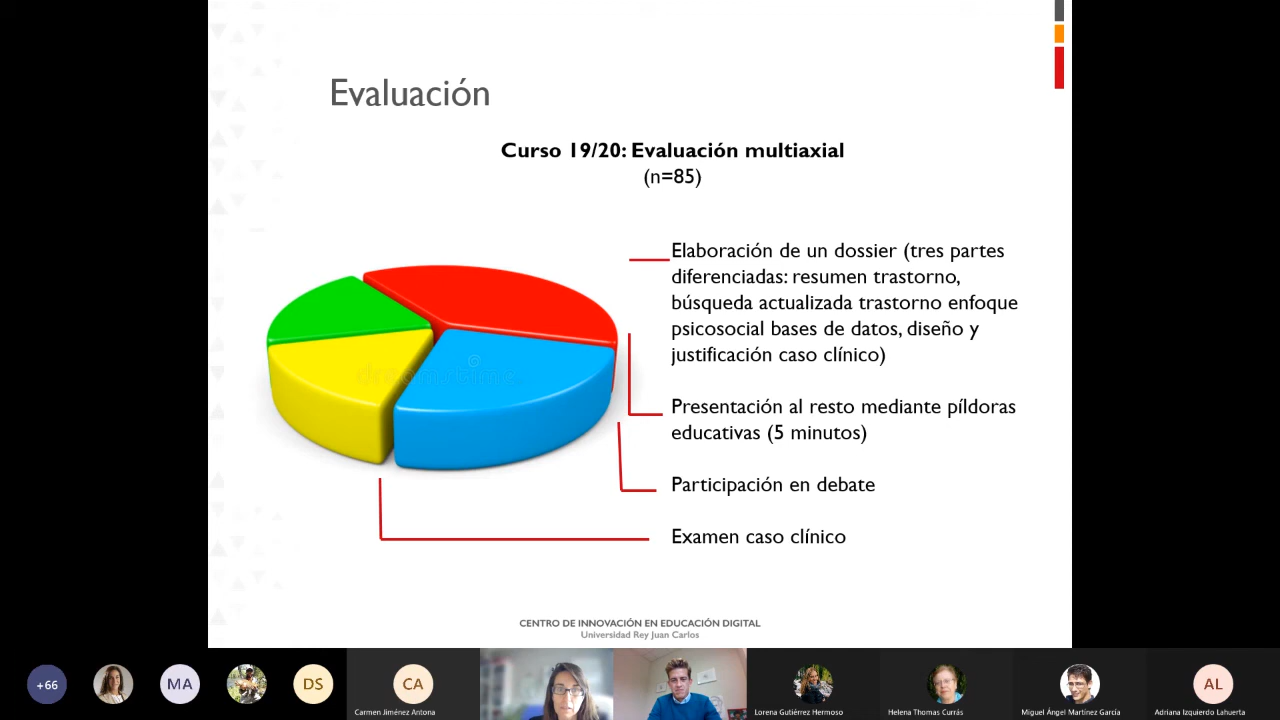 Evaluación
Curso 19/20: Evaluación multiaxial
(n=85)
Elaboración de un dossier (tres partes
diferenciadas: resumen trastorno,
búsqueda actualizada trastorno enfoque
psicosocial bases de datos, diseño y
justificación caso clínico)
Presentación al resto mediante píldoras
educativas (5 minutos)
Participación en debate
Examen caso clínico
dreamstime
CENTRO DE INNOVACIÓN EN EDUCACIÓN DIGITAL
Universidad Rey Juan Carlos
+66
MA
DS
CA
AL
Carmen Jiménez Antona
Lorena Gutiérrez Hermoso
Helena Thomas Currás
Miguel Ángel Martínez García
Adriana Izquierdo Lahuerta